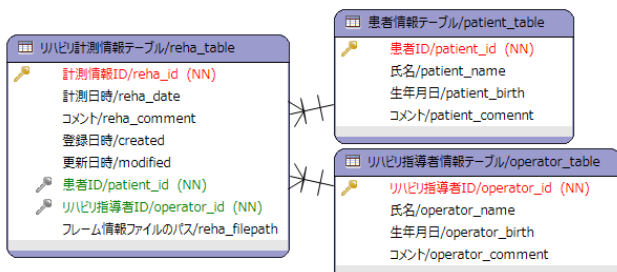 リハビリ計測情報テーブル/reha_table
計測情報ID/reha_id (NN)
計測日時/reha_date
コメント/reha_comment
登録日時/created
更新日時/modified
患者ID/patient_id (NN)
リハビリ指導者ID/operator_id (NN)
フレーム情報ファイルのパス/reha_filepath
患者情報テーブル/patient_table
患者ID/patient_id (NN)
氏名/patient_name
生年月日/patient_birth
コメント/patient_comennt
リハビリ指導者情報テーブル/operator_table
リハビリ指導者ID/operator_id (NN)
氏名/operator_name
生年月日/operator_birth
コメント/operator_comment